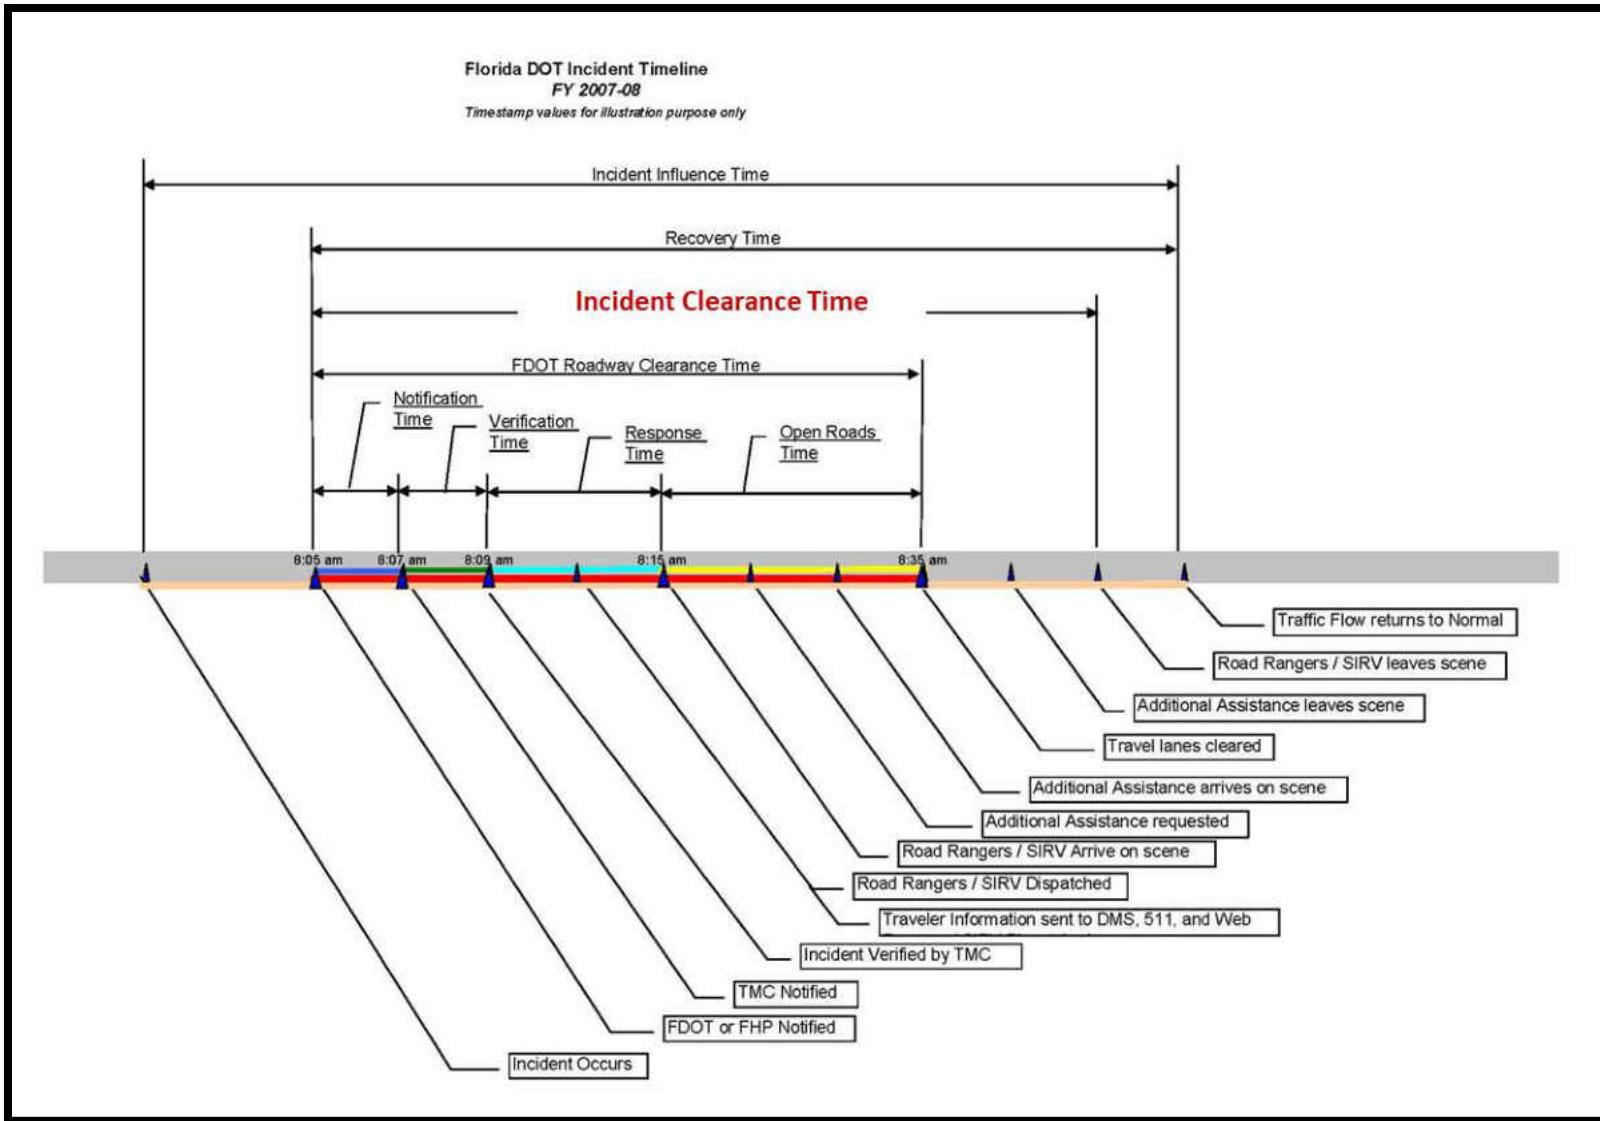 Florida DOT Incident Timeline
FY 2007-08
Timestamp values for illustration purpose only
Incident Influence Time
Recovery Time
Incident Clearance Time
FDOT Roadway Clearance Time
Notification
Time
Verification
Time
Response
Time
Open Roads
Time
8:05 am
8:07 am
8:09 am
8:15 am
8:35 am
Traffic Flow returns to Normal
Road Rangers / SIRV leaves scene
Additional Assistance leaves scene
Travel lanes cleared
Additional Assistance arrives on scene
Additional Assistance requested
Road Rangers / SIRV Arrive on scene
Road Rangers / SIRV Dispatched
Traveler Information sent to DMS, 511, and Web
Incident Verified by TMC
TMC Notified
FDOT or FHP Notified
Incident Occurs